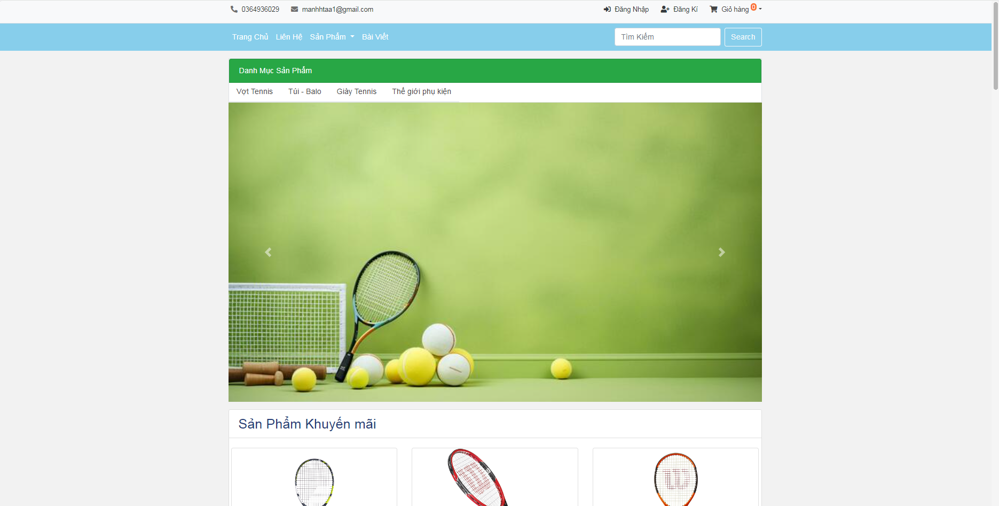 0364936029 manhhtaa1@gmail.com Đăng Nhập Đăng Kí Giỏ hàng 0
Trang Chủ Liên Hệ Sản Phẩm Bài Viết Tìm Kiếm Search
Danh Mục Sản Phẩm
Vợt Tennis Túi - Balo Giày Tennis Thế giới phụ kiện
Sản Phẩm Khuyến mãi